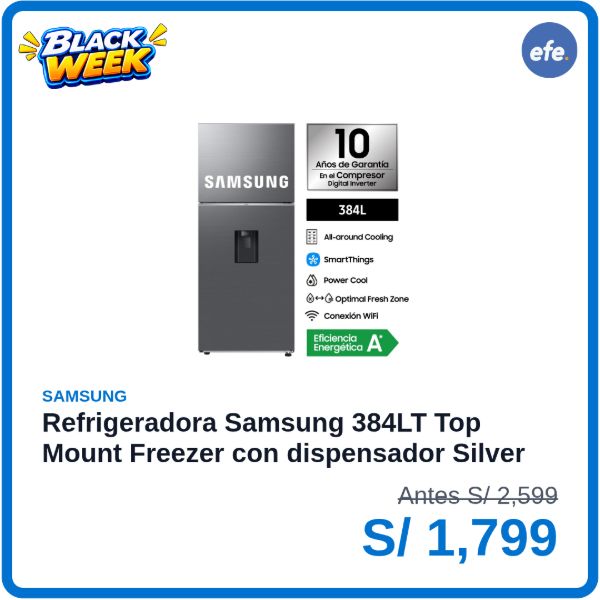 BLACK
WEEK
efe.
SAMSUNG
10
Años de Garantía
En el Compresor
Digital Inverter
384L
All-around Cooling
SmartThings
Power Cool
Optimal Fresh Zone
Conexión WiFi
Eficiencia
Energética A*
SAMSUNG
Refrigeradora Samsung 384LT Top
Mount Freezer con dispensador Silver
Antes S/ 2,599
S/ 1,799